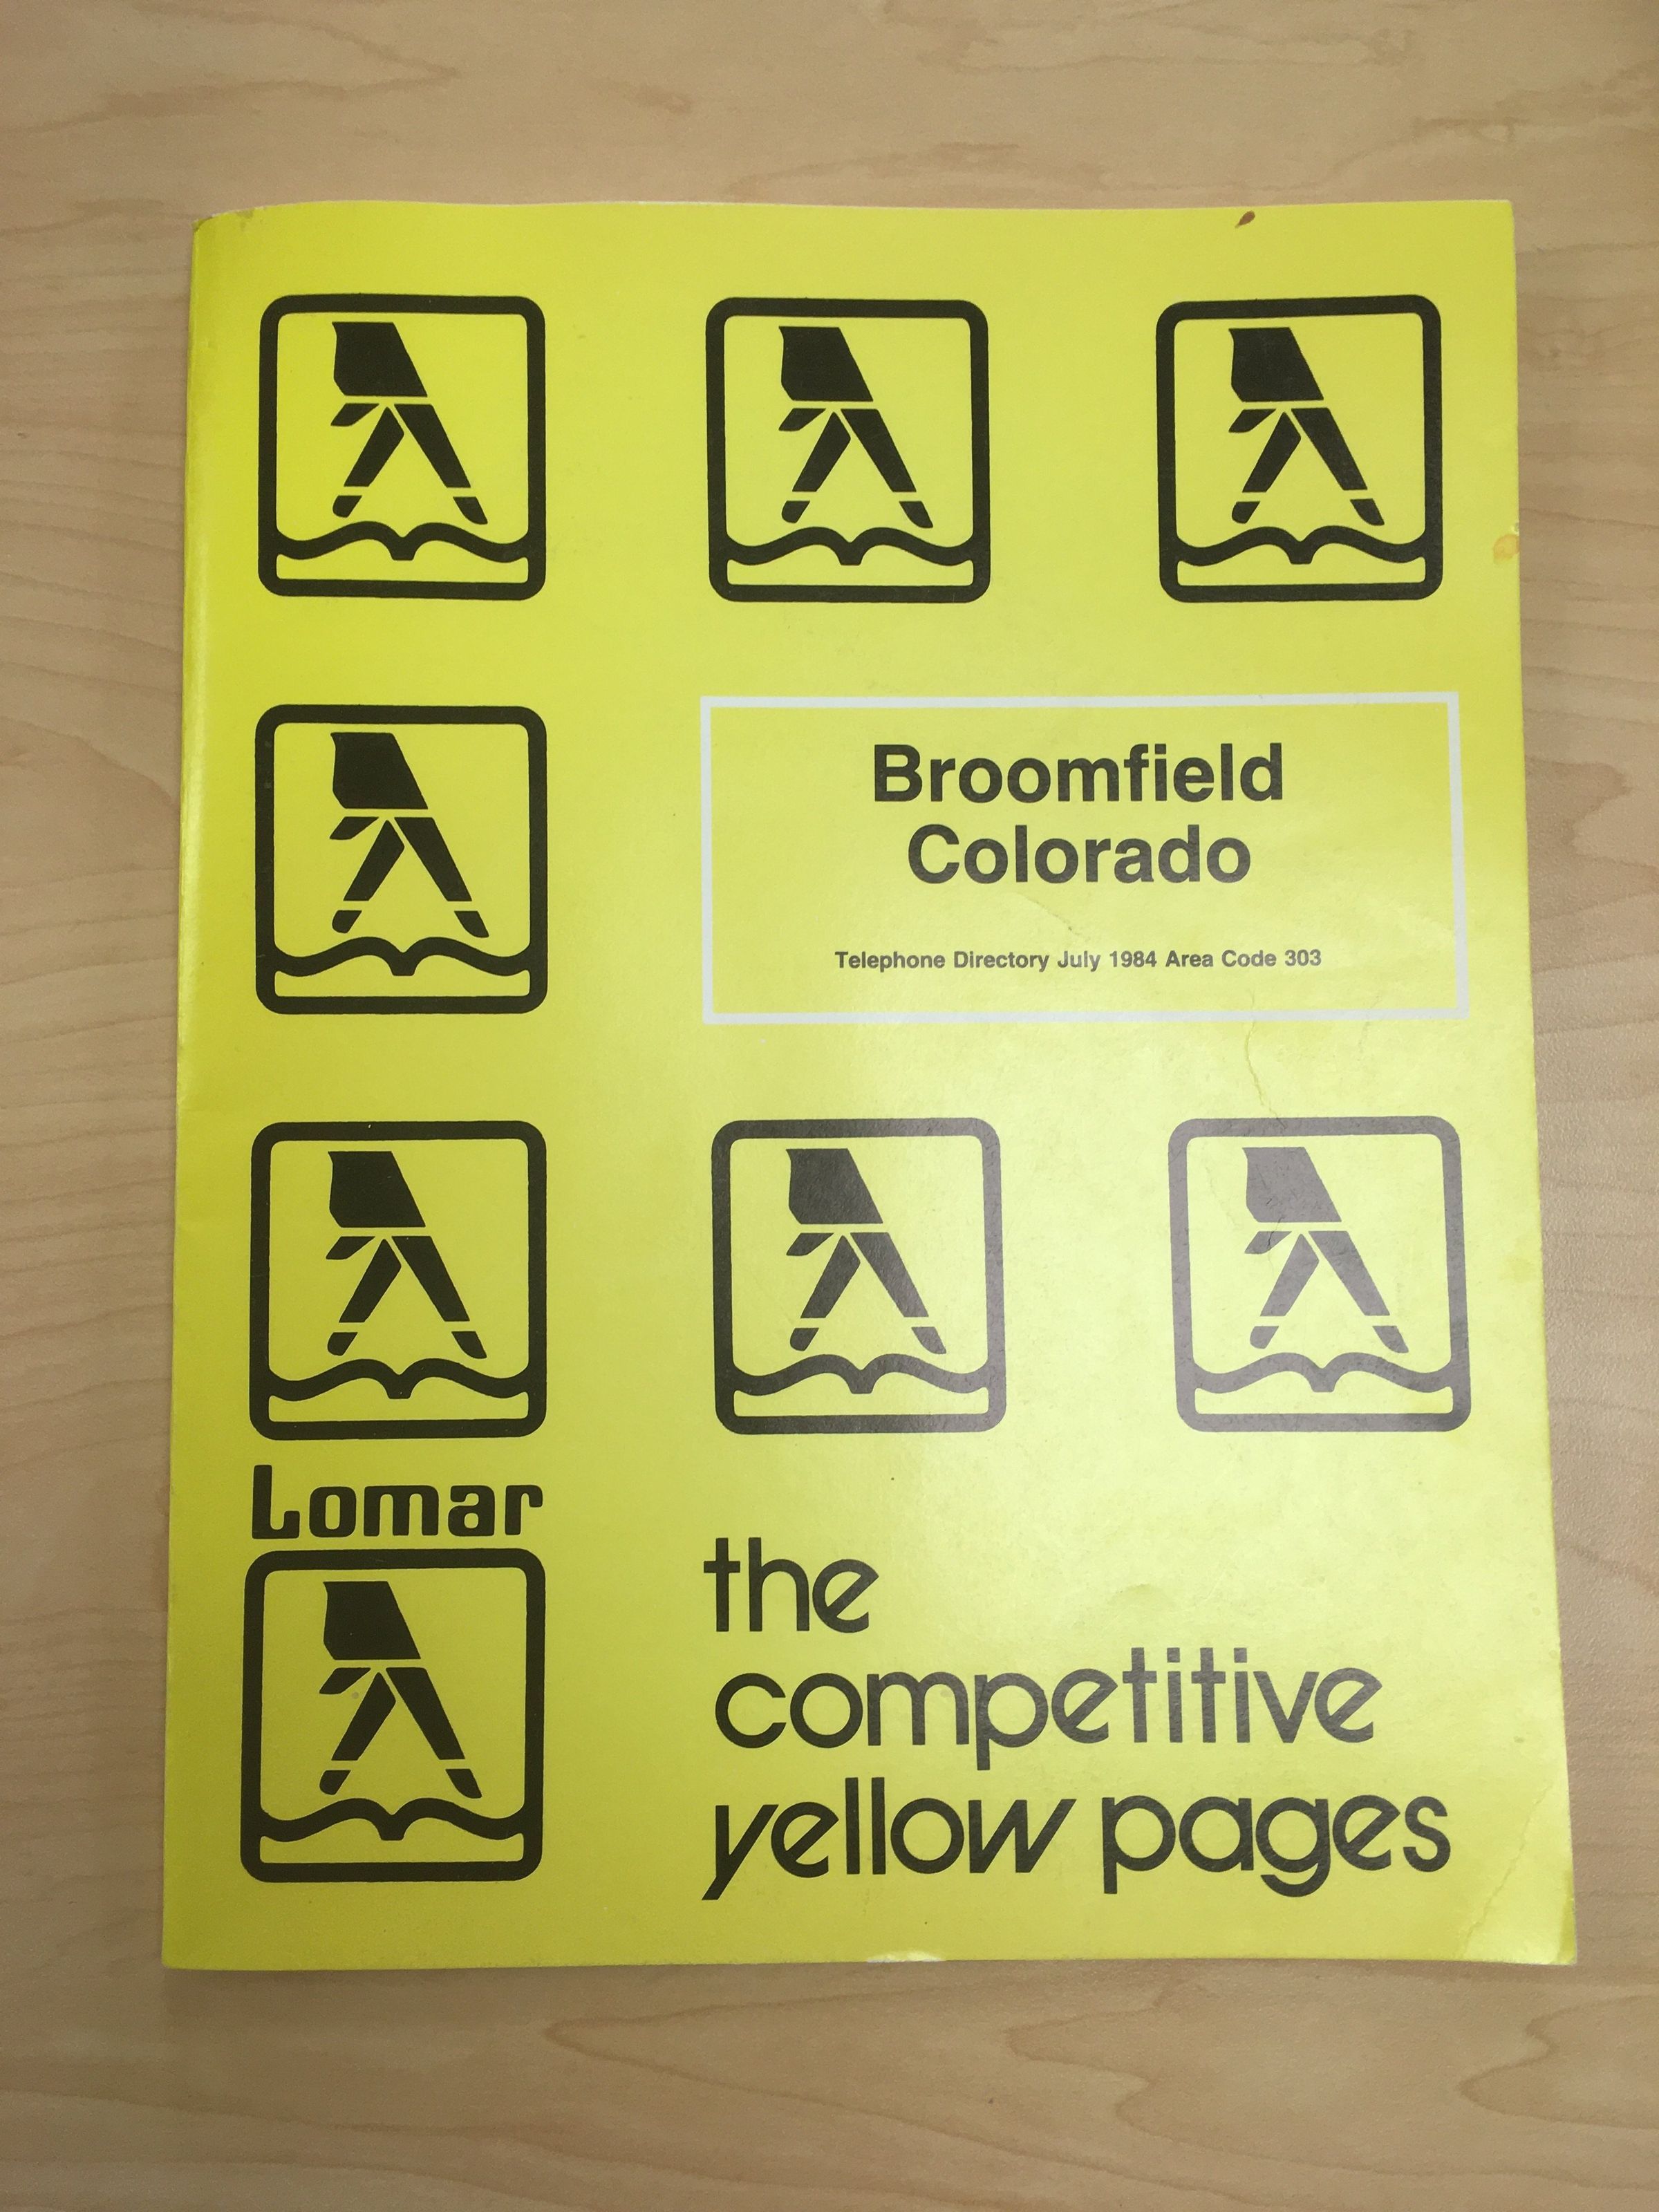 Broomfield
Colorado
Telephone Directory July 1984 Area Code 303
Lomar
the
competitive
yellow pages